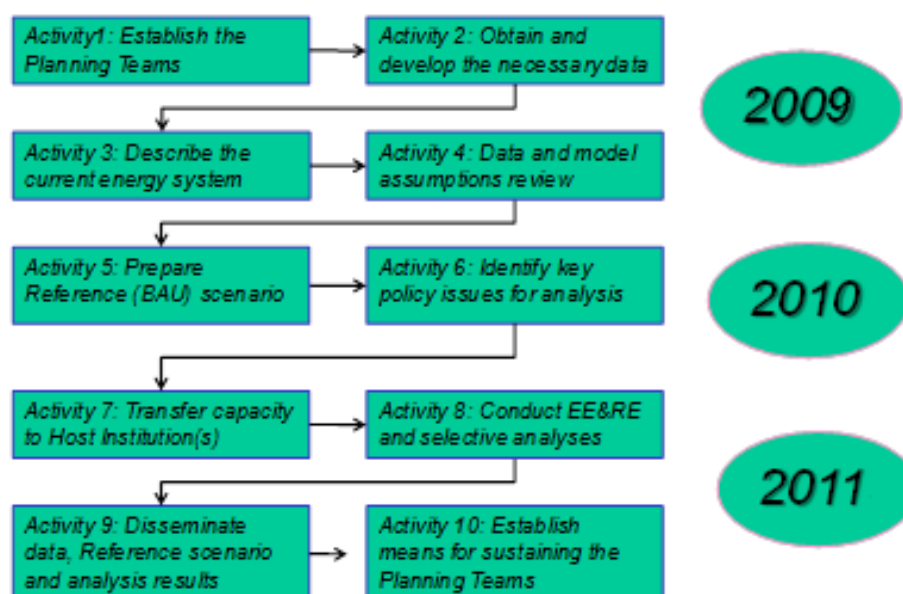 Activity1: Establish the
Planning Teams
Activity 2: Obtain and
develop the necessary data
2009
Activity 3: Describe the
current energy system
Activity 4: Data and model
assumptions review
Activity 5: Prepare
Reference (BAU) scenario
Activity 6: Identify key
policy issues for analysis
2010
Activity 7: Transfer capacity
to Host Institution(s)
Activity 8: Conduct EE&RE
and selective analyses
2011
Activity 9: Disseminate
data, Reference scenario
and analysis results
Activity 10: Establish
means for sustaining the
Planning Teams